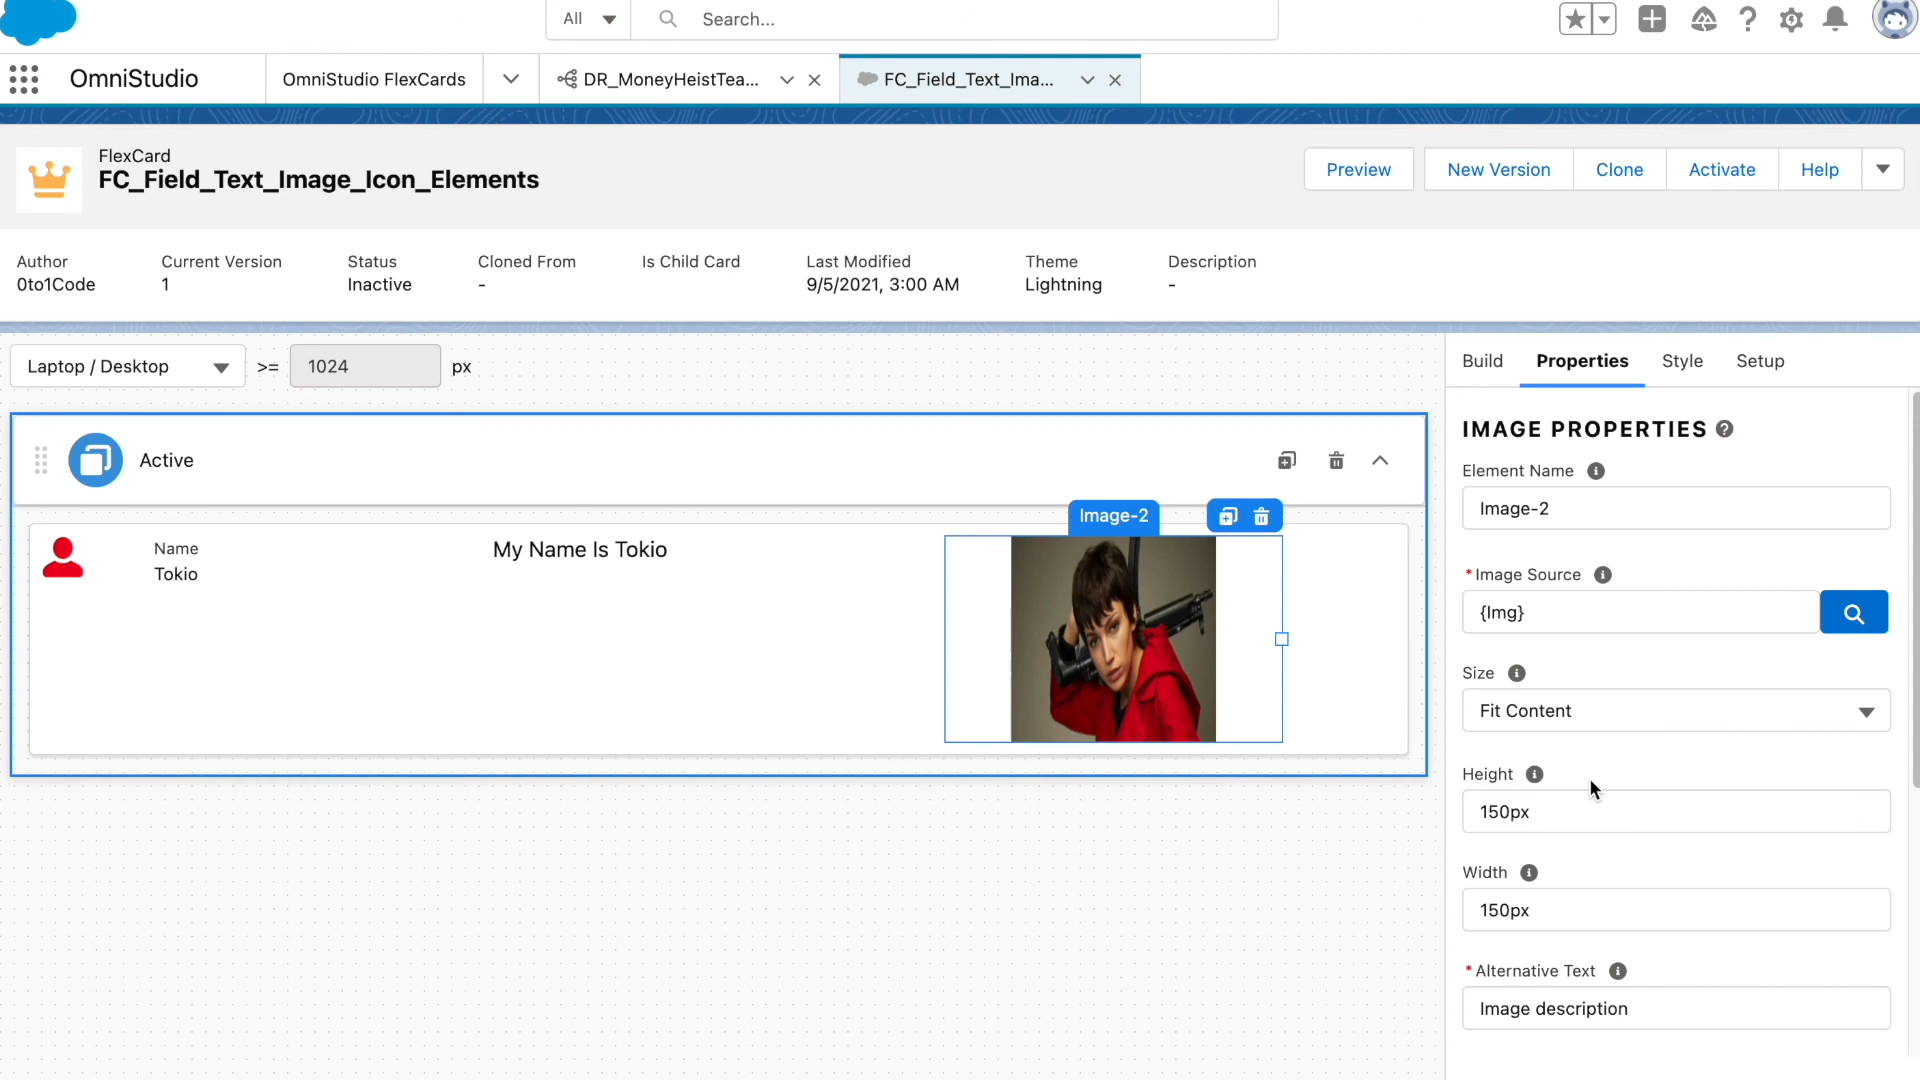 All
Search...
OmniStudio
OmniStudio FlexCards
DR_MoneyHeistTea...
FC_Field_Text_Ima...
FlexCard
FC_Field_Text_Image_Icon_Elements
Preview
New Version
Clone
Activate
Help
Author
0to1Code
Current Version
1
Status
Inactive
Cloned From
-
Is Child Card
Last Modified
9/5/2021, 3:00 AM
Theme
Lightning
Description
-
Laptop / Desktop
>=
1024
px
Build
Properties
Style
Setup
Active
Image-2
Name
Tokio
My Name Is Tokio
IMAGE PROPERTIES
Element Name
Image-2
*Image Source
{Img}
Size
Fit Content
Height
150px
Width
150px
*Alternative Text
Image description